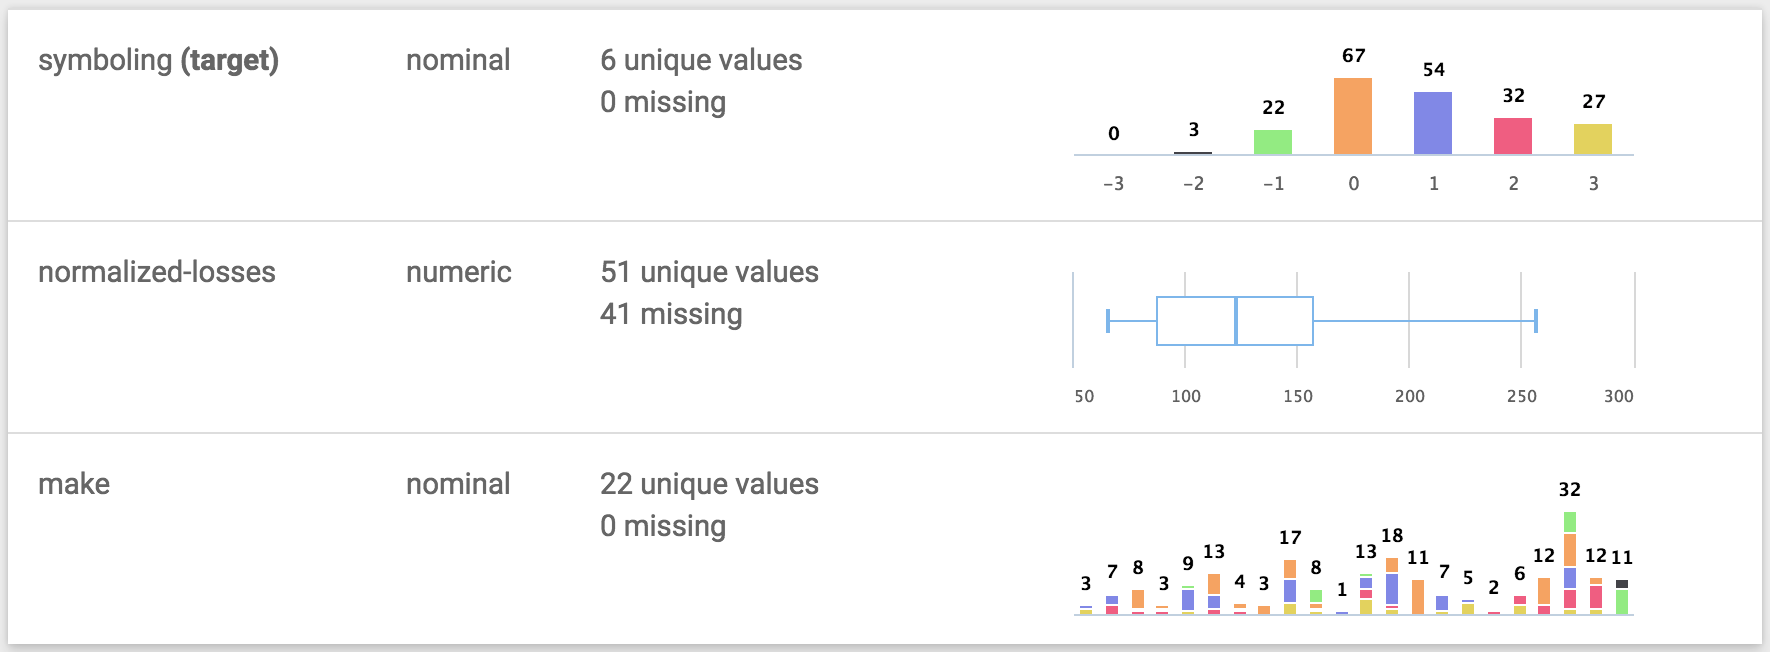 symboling (target) nominal 6 unique values
0 missing
67
54
32
27
22
3
0
−3 −2 −1 0 1 2 3
normalized-losses numeric 51 unique values
41 missing
50 100 150 200 250 300
make nominal 22 unique values
0 missing
3 7 8 3 9 13 4 3 17 8 1 13 18 11 7 5 2 6 12 32 12 11